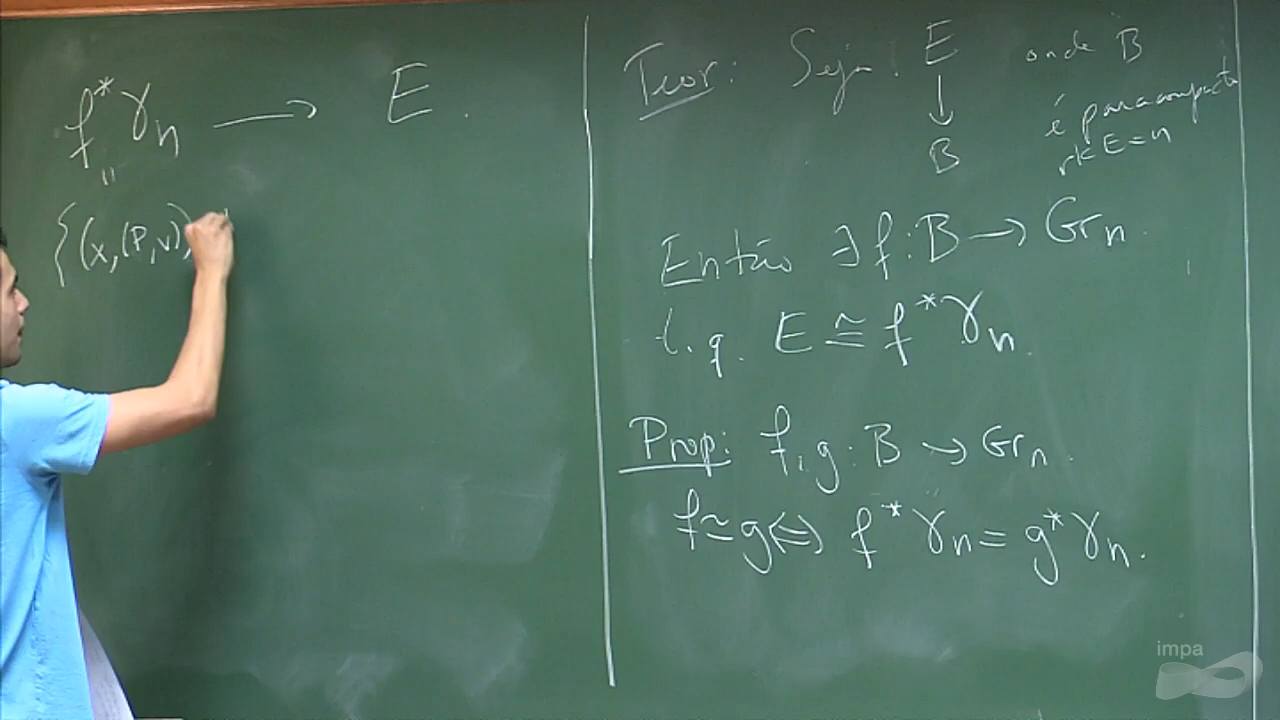 f*γₙ → E.
"
{(x,(P,v))
Teor: Seja E onde B
↓ é paracompacto
B rk E = n
Então ∃ f: B → Grₙ.
t.q. E ≅ f*γₙ.
Prop: f, g: B → Grₙ.
f ≃ g ⇔ f*γₙ = g*γₙ.
impa